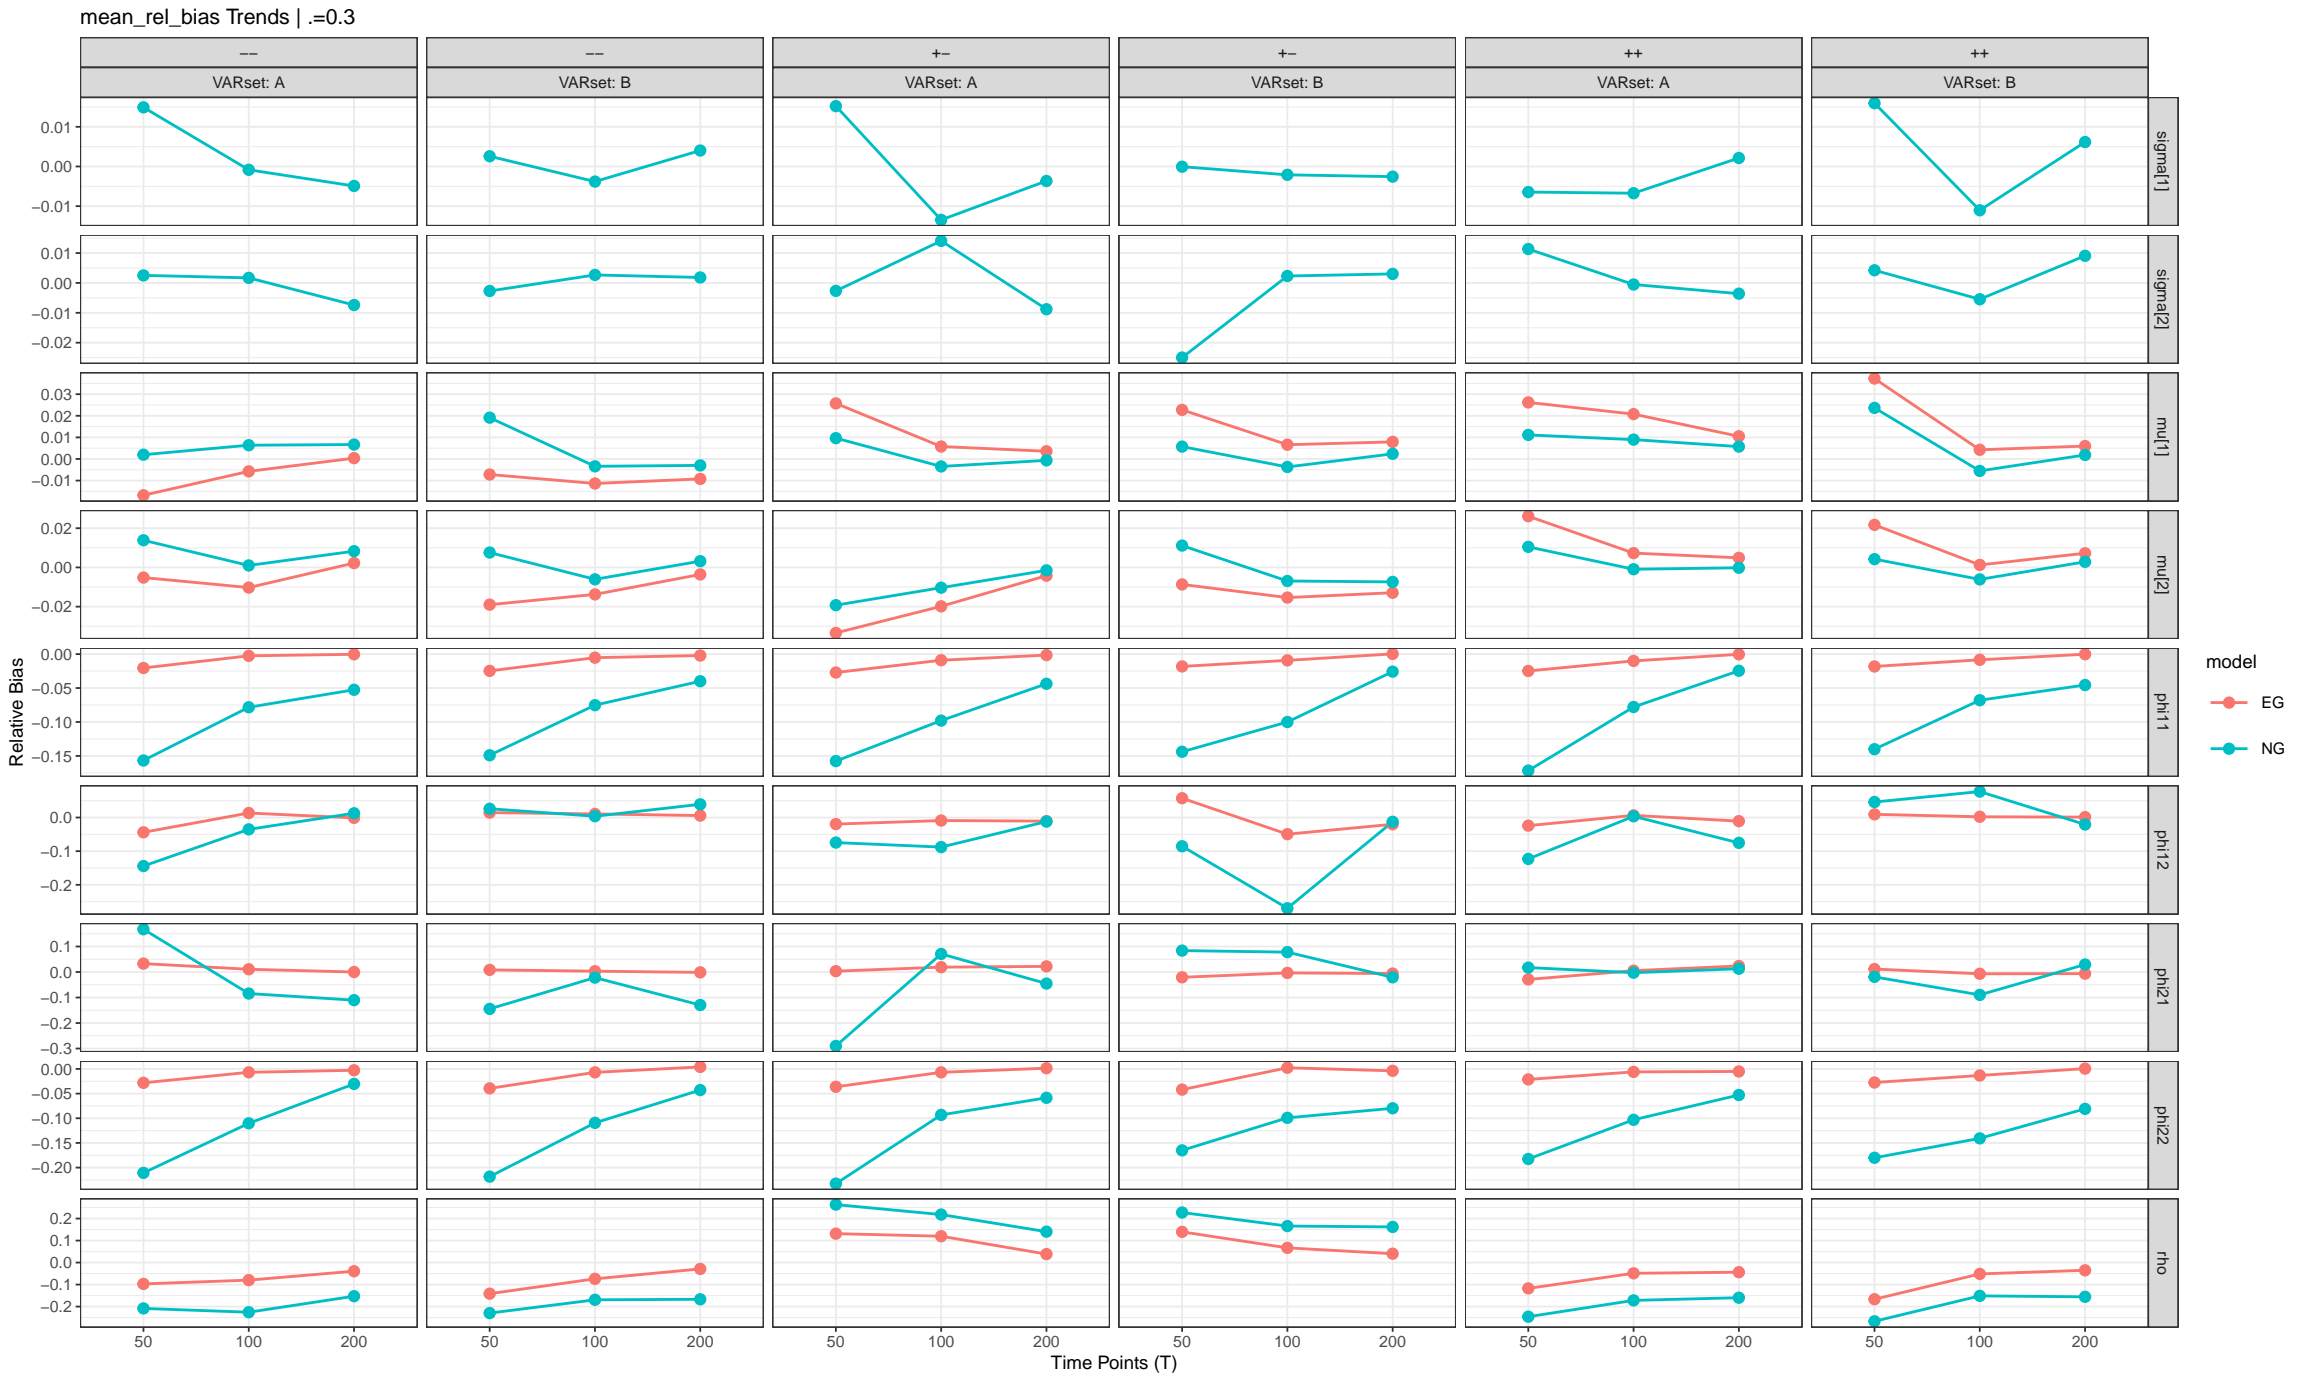 mean_rel_bias Trends | .=0.3
−− −− +− +− ++ ++
VARset: A VARset: B VARset: A VARset: B VARset: A VARset: B
0.01
0.00
−0.01
sigma[1]
0.01
0.00
−0.01
−0.02
sigma[2]
0.03
0.02
0.01
0.00
−0.01
mu[1]
0.02
0.00
−0.02
mu[2]
0.00
−0.05
−0.10
−0.15
phi11
0.0
−0.1
−0.2
phi12
0.1
0.0
−0.1
−0.2
−0.3
phi21
0.00
−0.05
−0.10
−0.15
−0.20
phi22
0.2
0.1
0.0
−0.1
−0.2
rho
50 100 200 50 100 200 50 100 200 50 100 200 50 100 200 50 100 200
Time Points (T)
Relative Bias
model
EG
NG